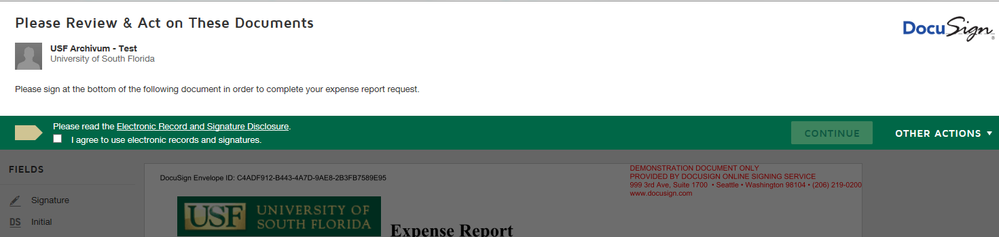 Please Review & Act on These Documents
DocuSign
USF Archivum - Test
University of South Florida
Please sign at the bottom of the following document in order to complete your expense report request.
Please read the Electronic Record and Signature Disclosure.
I agree to use electronic records and signatures.
CONTINUE
OTHER ACTIONS
FIELDS
Signature
DS Initial
DocuSign Envelope ID: C4ADF912-B443-4A7D-9AE8-2B3FB7589E95
DEMONSTRATION DOCUMENT ONLY
PROVIDED BY DOCUSIGN ONLINE SIGNING SERVICE
999 3rd Ave, Suite 1700 • Seattle • Washington 98104 • (206) 219-0200
www.docusign.com
USF
UNIVERSITY OF
SOUTH FLORIDA
Expense Report